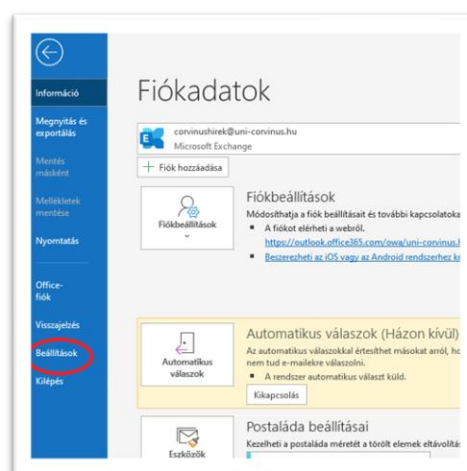 Fiókadatok
Információ
Megnyitás és
exportálás
Mentés
másként
Mellékletek
mentése
Nyomtatás
Office-
fiók
Visszajelzés
Beállítások
Kilépés
corvinushirek@uni-corvinus.hu
Microsoft Exchange
+ Fiók hozzáadása
Fiókbeállítások
Fiókbeállítások
Módosíthatja a fiók beállításait és további
A fiókot elérheti a webről.
https://outlook.office365.com/owa/uni-corvinus.
Beszerezheti az iOS vagy az Android rendszerhez
Automatikus
válaszok
Automatikus válaszok (Házon kívül)
Az automatikus válaszokkal értesíthet másokat arról,
nem tud e-mailekre válaszolni.
A rendszer automatikus választ küld.
Kikapcsolás
Eszközök
Postaláda beállításai
Kezelheti a postaláda méretét a törölt elemek